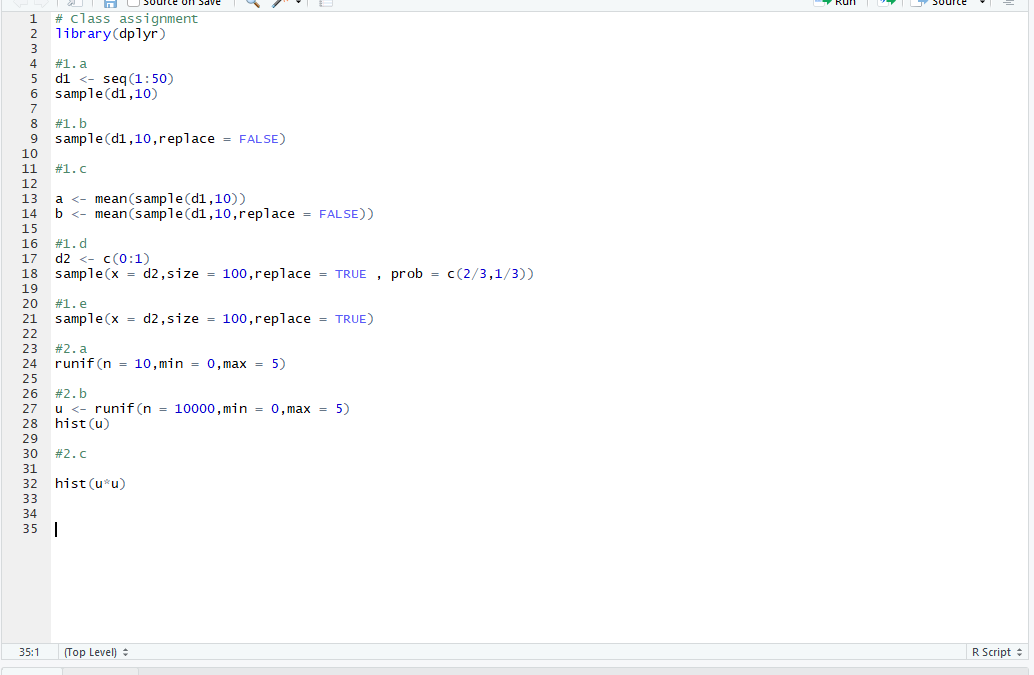 Source on Save Run Source
1 # Class assignment
2 library(dplyr)
3
4 #1.a
5 d1 <- seq(1:50)
6 sample(d1,10)
7
8 #1.b
9 sample(d1,10,replace = FALSE)
10
11 #1.c
12
13 a <- mean(sample(d1,10))
14 b <- mean(sample(d1,10,replace = FALSE))
15
16 #1.d
17 d2 <- c(0:1)
18 sample(x = d2,size = 100,replace = TRUE , prob = c(2/3,1/3))
19
20 #1.e
21 sample(x = d2,size = 100,replace = TRUE)
22
23 #2.a
24 runif(n = 10,min = 0,max = 5)
25
26 #2.b
27 u <- runif(n = 10000,min = 0,max = 5)
28 hist(u)
29
30 #2.c
31
32 hist(u*u)
33
34
35
35:1 (Top Level) R Script